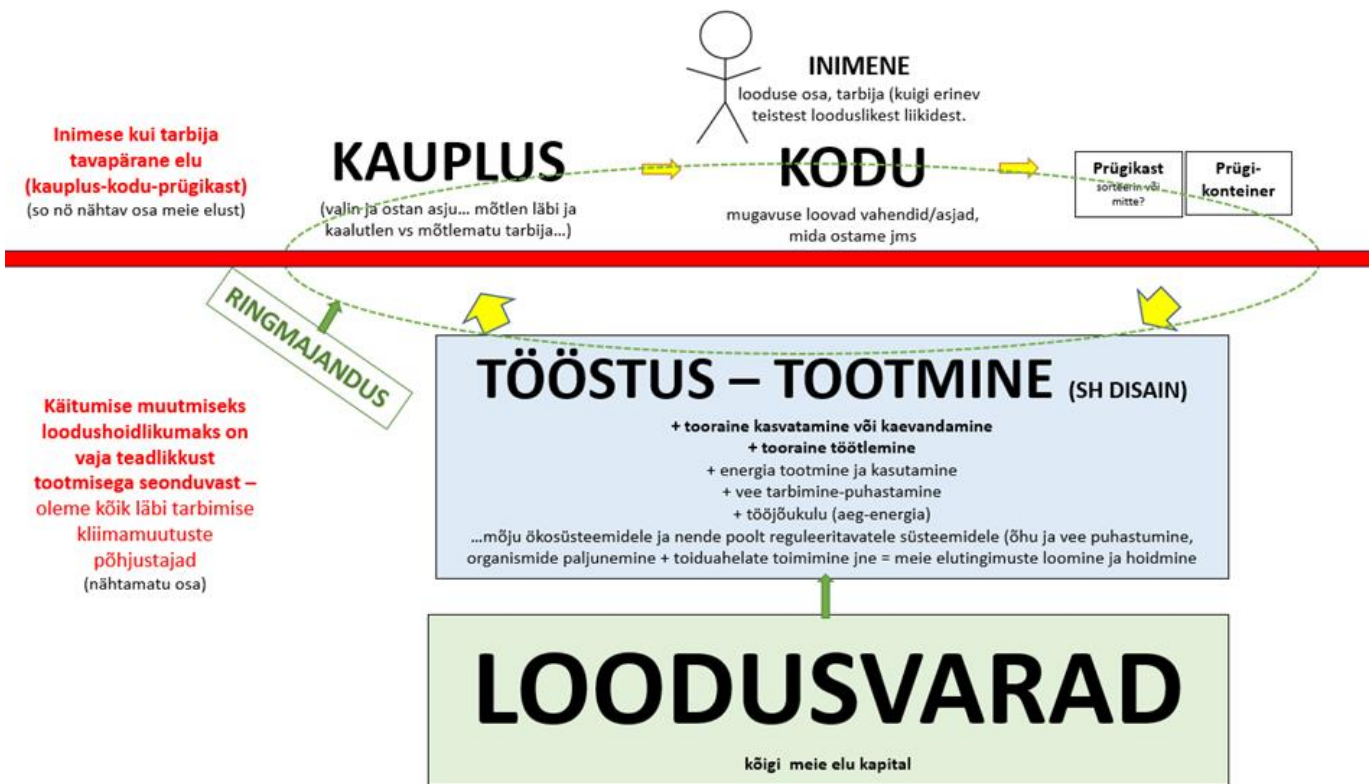 INIMENE
looduse osa, tarbija (kuigi erinev
teistest looduslikest liikidest.
Inimese kui tarbija
tavapärane elu
(kauplus-kodu-prügikast)
(so nö nähtav osa meie elust)
KAUPLUS
(valin ja ostan asju... mõtlen läbi ja
kaalutlen vs mõtlematu tarbija...)
KODU
mugavuse loovad vahendid/asjad,
mida ostame jms
Prügikast
sorteerin või
mitte?
Prügi-
konteiner
RINGMAJANDUS
Käitumise muutmiseks
loodushoidlikumaks on
vaja teadlikkust
tootmisega seonduvast –
oleme kõik läbi tarbimise
kliimamuutuste
põhjustajad
(nähtamatu osa)
TÖÖSTUS – TOOTMINE (SH DISAIN)
+ tooraine kasvatamine või kaevandamine
+ tooraine töötlemine
+ energia tootmine ja kasutamine
+ vee tarbimine-puhastamine
+ tööjõukulu (aeg-energia)
...mõju ökosüsteemidele ja nende poolt reguleeritavatele süsteemidele (õhu ja vee puhastumine,
organismide paljunemine + toiduahelate toimimine jne = meie elutingimuste loomine ja hoidmine
LOODUSVARAD
kõigi meie elu kapital